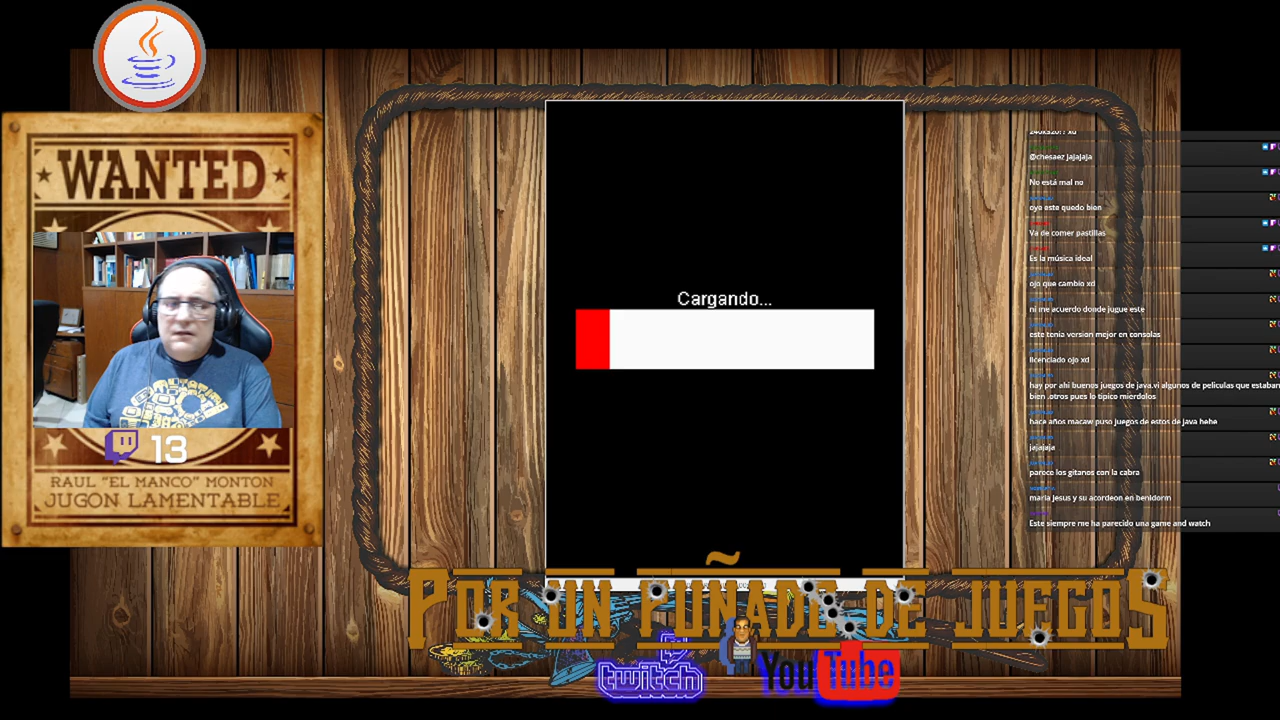 WANTED
13
RAUL "EL MANCO" MONTON
JUGON LAMENTABLE
Cargando...
@chesaez jajajaja
No está mal no
oye este quedo bien
Va de comer pastillas
Es la música ideal
ojo que cambio xd
ni me acuerdo donde jugue este
este tenia version mejor en consolas
licenciado ojo xd
hay por ahi buenos juegos de java.vi algunos de peliculas que estaban
bien .otros pues lo tipico mierdolos
hace años macaw puso juegos de estos de java hehe
jajajaja
parece los gitanos con la cabra
maria jesus y su acordeon en benidorm
Este siempre me ha parecido una game and watch
POR UN PUÑADO DE JUEGOS
twitch
YouTube